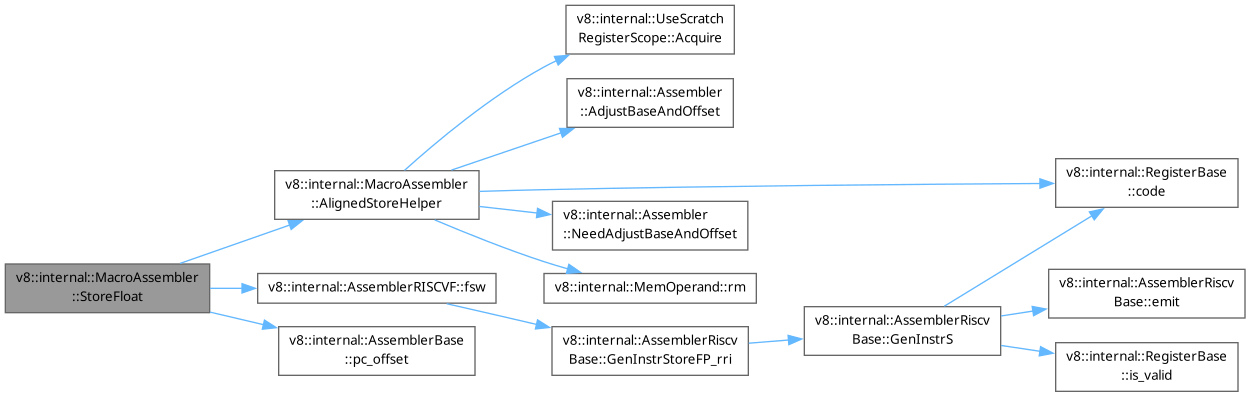 v8::internal::UseScratch
RegisterScope::Acquire
v8::internal::Assembler
::AdjustBaseAndOffset
v8::internal::MacroAssembler
::AlignedStoreHelper
v8::internal::RegisterBase
::code
v8::internal::Assembler
::NeedAdjustBaseAndOffset
v8::internal::MacroAssembler
::StoreFloat
v8::internal::AssemblerRISCVF::fsw
v8::internal::MemOperand::rm
v8::internal::AssemblerRiscv
Base::emit
v8::internal::AssemblerBase
::pc_offset
v8::internal::AssemblerRiscv
Base::GenInstrStoreFP_rri
v8::internal::AssemblerRiscv
Base::GenInstrS
v8::internal::RegisterBase
::is_valid